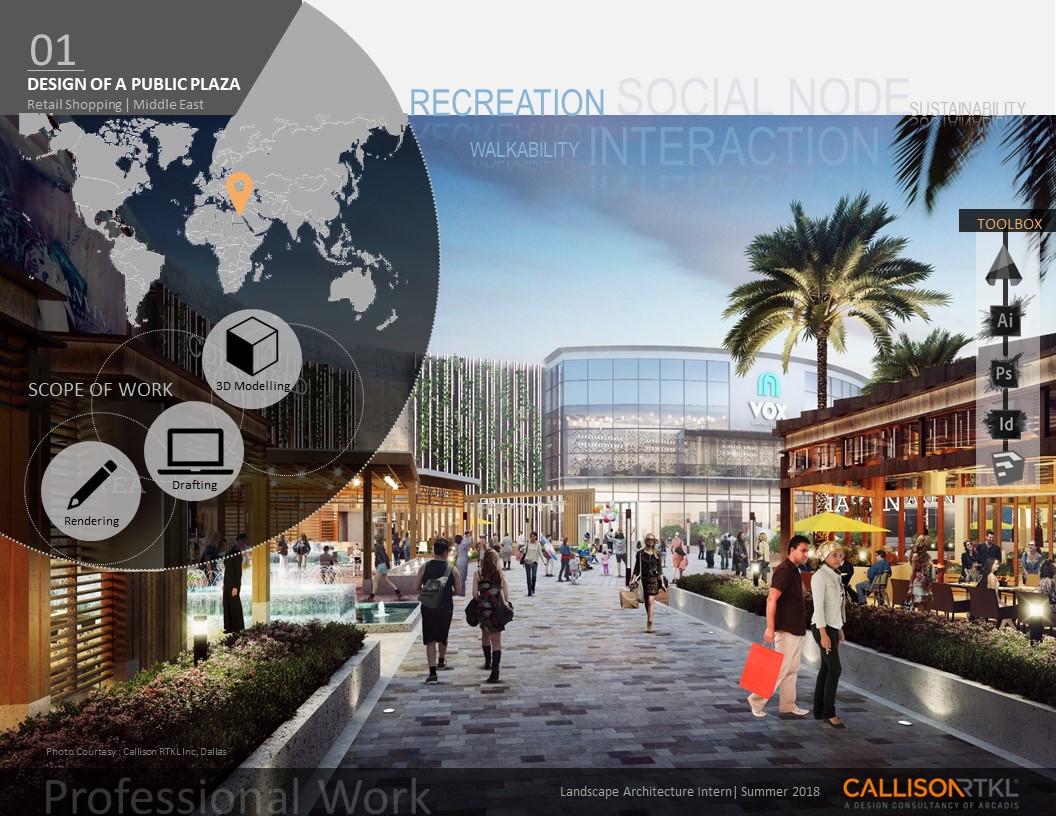 01
DESIGN OF A PUBLIC PLAZA
Retail Shopping | Middle East
RECREATION
SOCIAL NODE
SUSTAINABILITY
WALKABILITY
INTERACTION
TOOLBOX
Ai
Ps
Id
VOX
3D Modelling
SCOPE OF WORK
Drafting
Rendering
Photo Courtesy : Callison RTKL Inc, Dallas
Professional Work
Landscape Architecture Intern| Summer 2018
CALLISONRTKL
A DESIGN CONSULTANCY OF ARCADIS